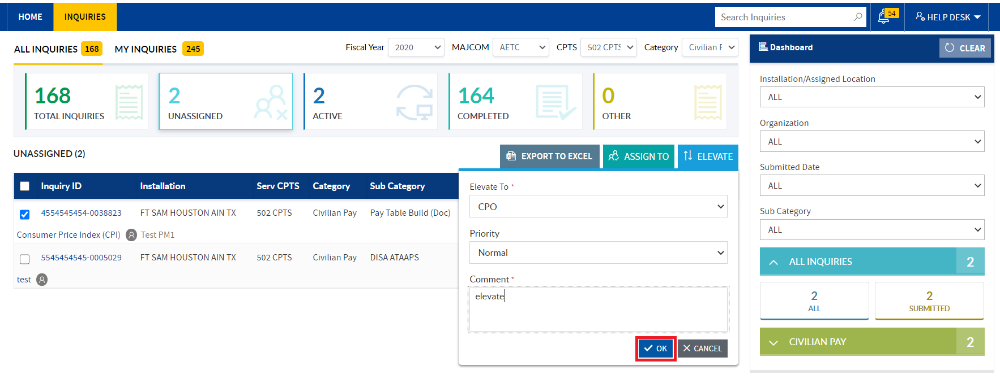 HOME
INQUIRIES
Search Inquiries
54
HELP DESK
ALL INQUIRIES 168
MY INQUIRIES 245
Fiscal Year 2020
MAJCOM AETC
CPTS 502 CPTS
Category Civilian F
168
TOTAL INQUIRIES
2
UNASSIGNED
2
ACTIVE
164
COMPLETED
0
OTHER
UNASSIGNED (2)
EXPORT TO EXCEL
ASSIGN TO
ELEVATE
Inquiry ID Installation Serv CPTS Category Sub Category
4554545454-0038823 FT SAM HOUSTON AIN TX 502 CPTS Civilian Pay Pay Table Build (Doc)
Consumer Price Index (CPI) Test PM1
5545454545-0005029 FT SAM HOUSTON AIN TX 502 CPTS Civilian Pay DISA ATAAPS
test
Elevate To *
CPO
Priority
Normal
Comment *
elevate
OK
CANCEL
Dashboard
CLEAR
Installation/Assigned Location
ALL
Organization
ALL
Submitted Date
ALL
Sub Category
ALL
ALL INQUIRIES 2
2
ALL
2
SUBMITTED
CIVILIAN PAY 2